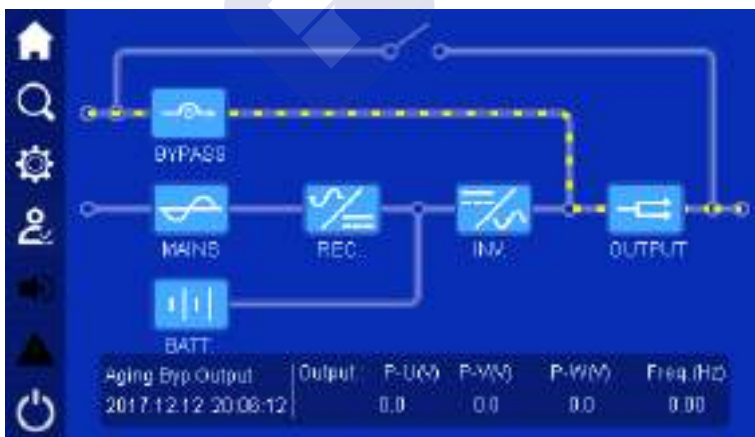 BYPASS
MAINS REC. INV. OUTPUT
BATT.
Aging Byp.Output Output P-U(V) P-V(V) P-W(V) Freq.(Hz)
2017.12.12 20:06:12 0.0 0.0 0.0 0.00